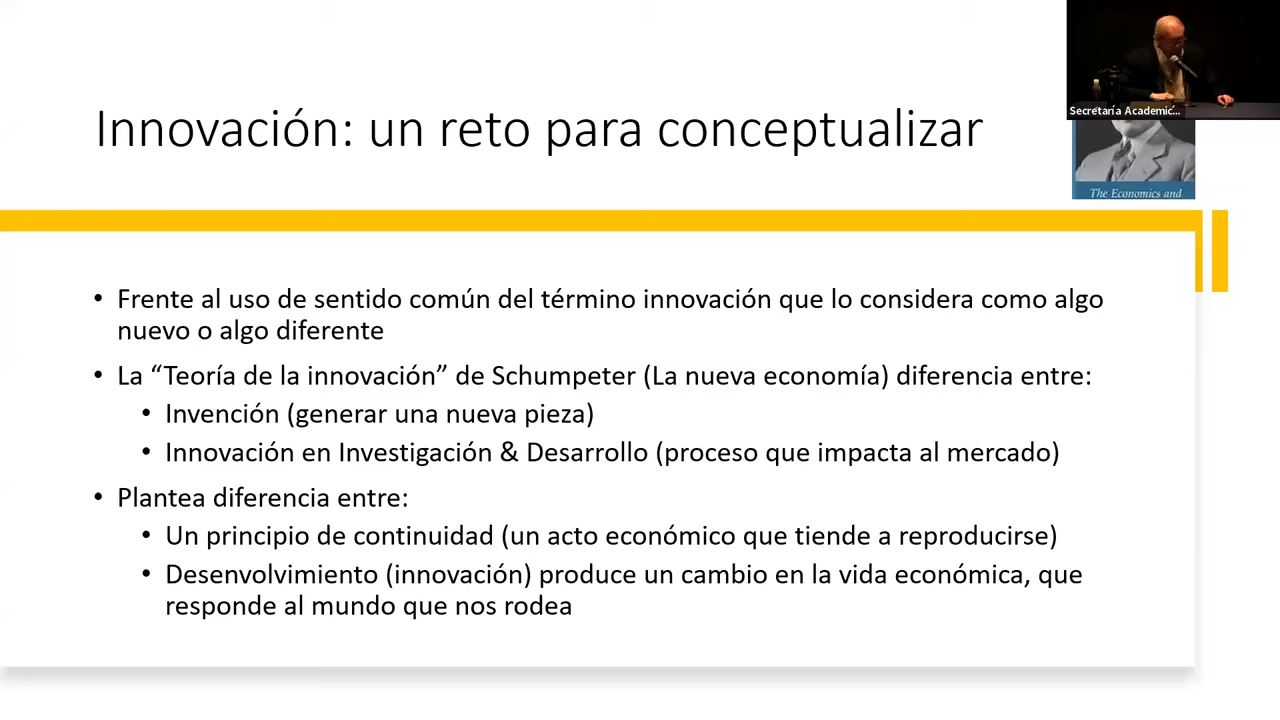 Secretaría Academic...
Innovación: un reto para conceptualizar
The Economics and
• Frente al uso de sentido común del término innovación que lo considera como algo
nuevo o algo diferente
• La “Teoría de la innovación” de Schumpeter (La nueva economía) diferencia entre:
• Invención (generar una nueva pieza)
• Innovación en Investigación & Desarrollo (proceso que impacta al mercado)
• Plantea diferencia entre:
• Un principio de continuidad (un acto económico que tiende a reproducirse)
• Desenvolvimiento (innovación) produce un cambio en la vida económica, que
responde al mundo que nos rodea